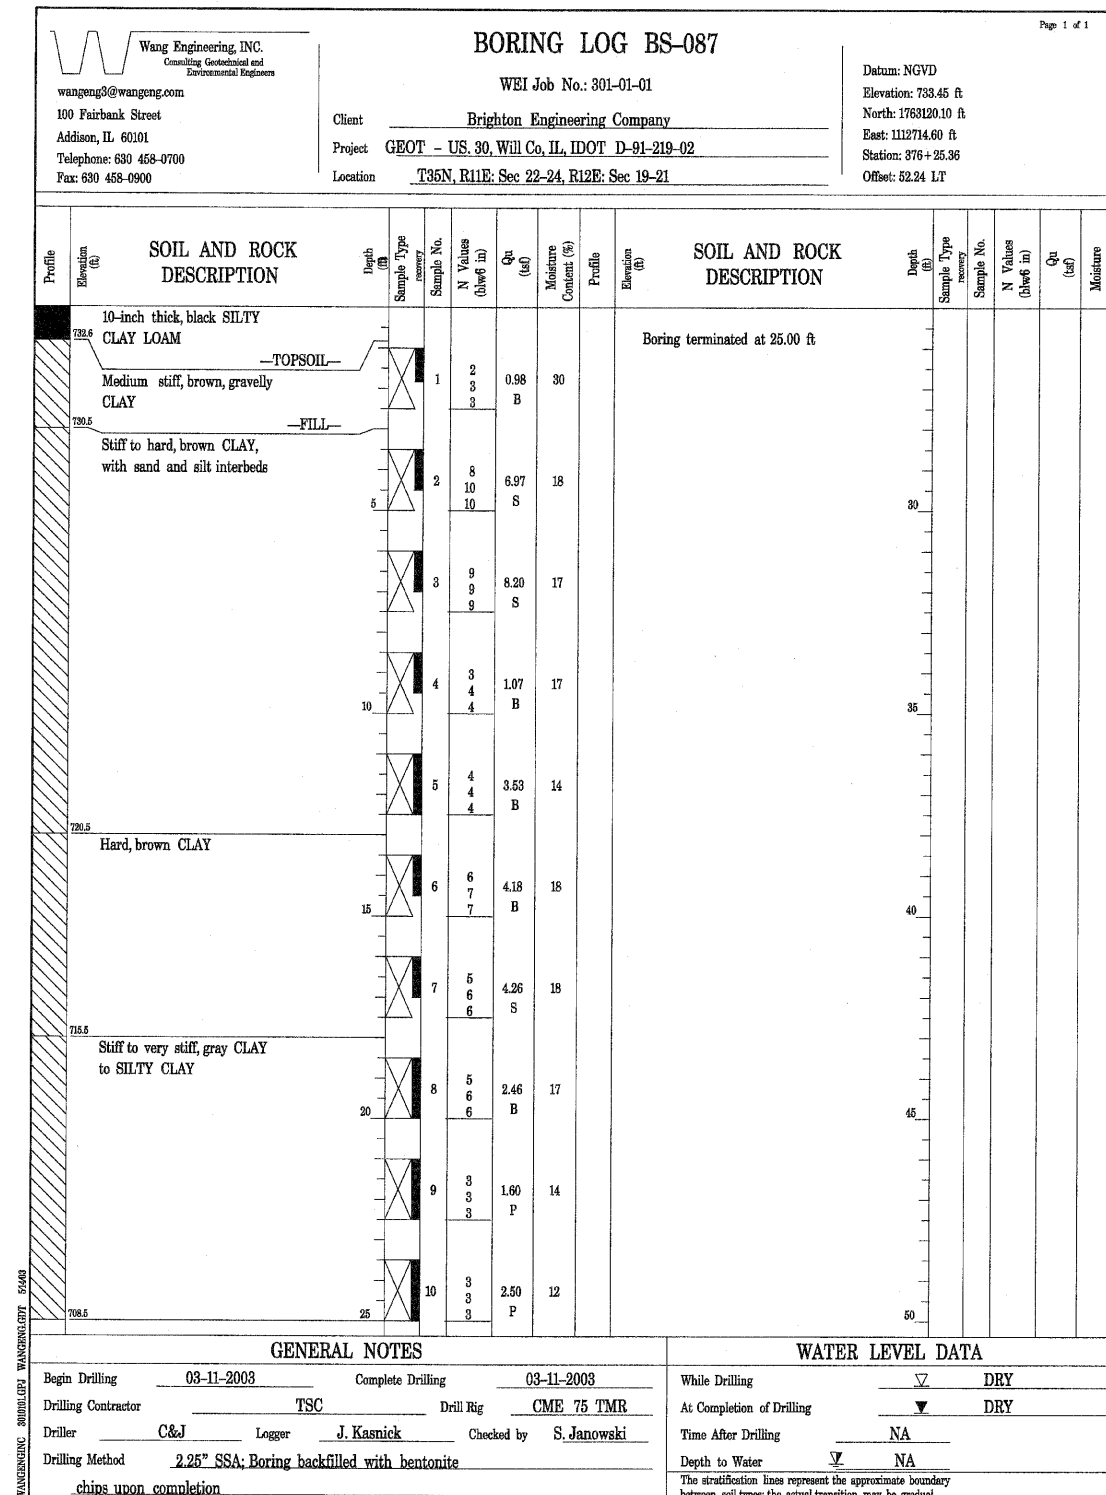 Page 1 of 1
Wang Engineering, INC.
Consulting Geotechnical and
Environmental Engineers
wangeng3@wangeng.com
100 Fairbank Street
Addison, IL 60101
Telephone: 630 458-0700
Fax: 630 458-0900
BORING LOG BS-087
WEI Job No.: 301-01-01
Client Brighton Engineering Company
Project GEOT - US. 30, Will Co, IL, IDOT D-91-219-02
Location T35N, R11E: Sec 22-24, R12E: Sec 19-21
Datum: NGVD
Elevation: 733.45 ft
North: 1763120.10 ft
East: 1112714.60 ft
Station: 376+25.36
Offset: 52.24 LT
Profile
Elevation (ft)
SOIL AND ROCK
DESCRIPTION
Depth (ft)
Sample Type
recovery
Sample No.
N Values (blw6 in)
Qu (tsf)
Moisture Content (%)
Profile
Elevation (ft)
SOIL AND ROCK
DESCRIPTION
Depth (ft)
Sample Type
recovery
Sample No.
N Values (blw6 in)
Qu (tsf)
Moisture
10-inch thick, black SILTY
732.6 CLAY LOAM
—TOPSOIL—
Medium stiff, brown, gravelly
CLAY
730.5 —FILL—
Stiff to hard, brown CLAY,
with sand and silt interbeds
1 2 3 3 0.98 B 30
2 8 10 10 6.97 S 18
5
3 9 9 9 8.20 S 17
4 3 4 4 1.07 B 17
10
5 4 4 4 3.53 B 14
720.5
Hard, brown CLAY
6 6 7 7 4.18 B 18
15
7 5 6 6 4.26 S 18
715.5
Stiff to very stiff, gray CLAY
to SILTY CLAY
8 5 6 6 2.46 B 17
20
9 3 3 3 1.60 P 14
10 3 3 3 2.50 P 12
708.5 25
Boring terminated at 25.00 ft
30
35
40
45
50
GENERAL NOTES
Begin Drilling 03-11-2003 Complete Drilling 03-11-2003
Drilling Contractor TSC Drill Rig CME 75 TMR
Driller C&J Logger J. Kasnick Checked by S. Janowski
Drilling Method 2.25" SSA; Boring backfilled with bentonite
chips upon completion
WATER LEVEL DATA
While Drilling DRY
At Completion of Drilling DRY
Time After Drilling NA
Depth to Water NA
The stratification lines represent the approximate boundary
between soil types; the actual transition may be gradual.
WANGENGINC 3010101.GPJ WANGENG.GDT